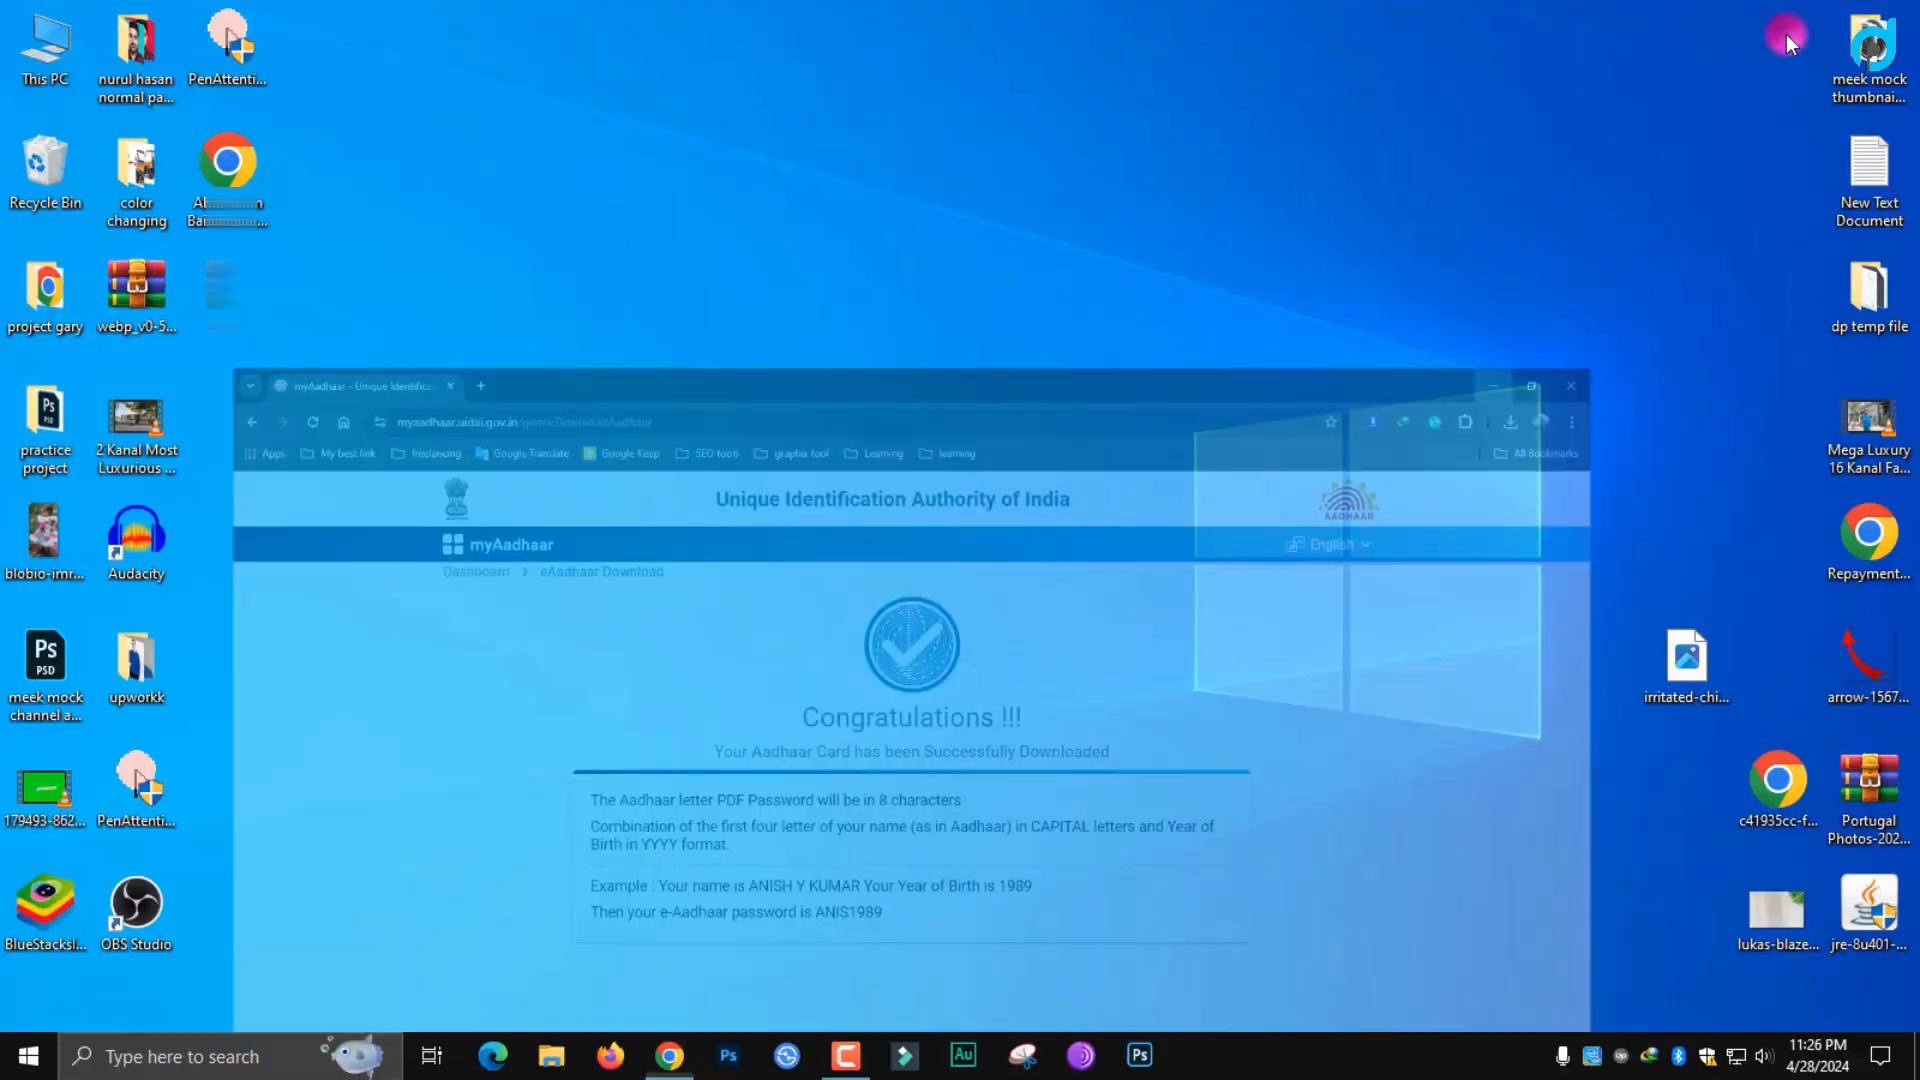 This PC
nurul hasan
normal pa...
PenAttenti...
meek mock
thumbnai...
Recycle Bin
color
changing
New Text
Document
project gary
webp_v0-5...
dp temp file
practice
project
2 Kanal Most
Luxurious ...
Mega Luxury
16 Kanal Fa...
blobio-imr...
Audacity
Repayment...
meek mock
channel a...
upworkk
irritated-chi...
arrow-1567...
179493-862...
PenAttenti...
c41935cc-f...
Portugal
Photos-202...
BlueStacksI...
OBS Studio
lukas-blaze...
jre-8u401-...
myAadhaar - Unique Identifica
myaadhaar.uidai.gov.in/genricDownloadAadhaar
Apps
My best link
freelancing
Google Translate
Google Keep
SEO tools
graphix tool
Learning
learning
All Bookmarks
Unique Identification Authority of India
AADHAAR
myAadhaar
English
Dashboard > eAadhaar Download
Congratulations !!!
Your Aadhaar Card has been Successfully Downloaded
The Aadhaar letter PDF Password will be in 8 characters
Combination of the first four letter of your name (as in Aadhaar) in CAPITAL letters and Year of
Birth in YYYY format.
Example : Your name is ANISH Y KUMAR Your Year of Birth is 1989
Then your e-Aadhaar password is ANIS1989
Type here to search
11:26 PM
4/28/2024